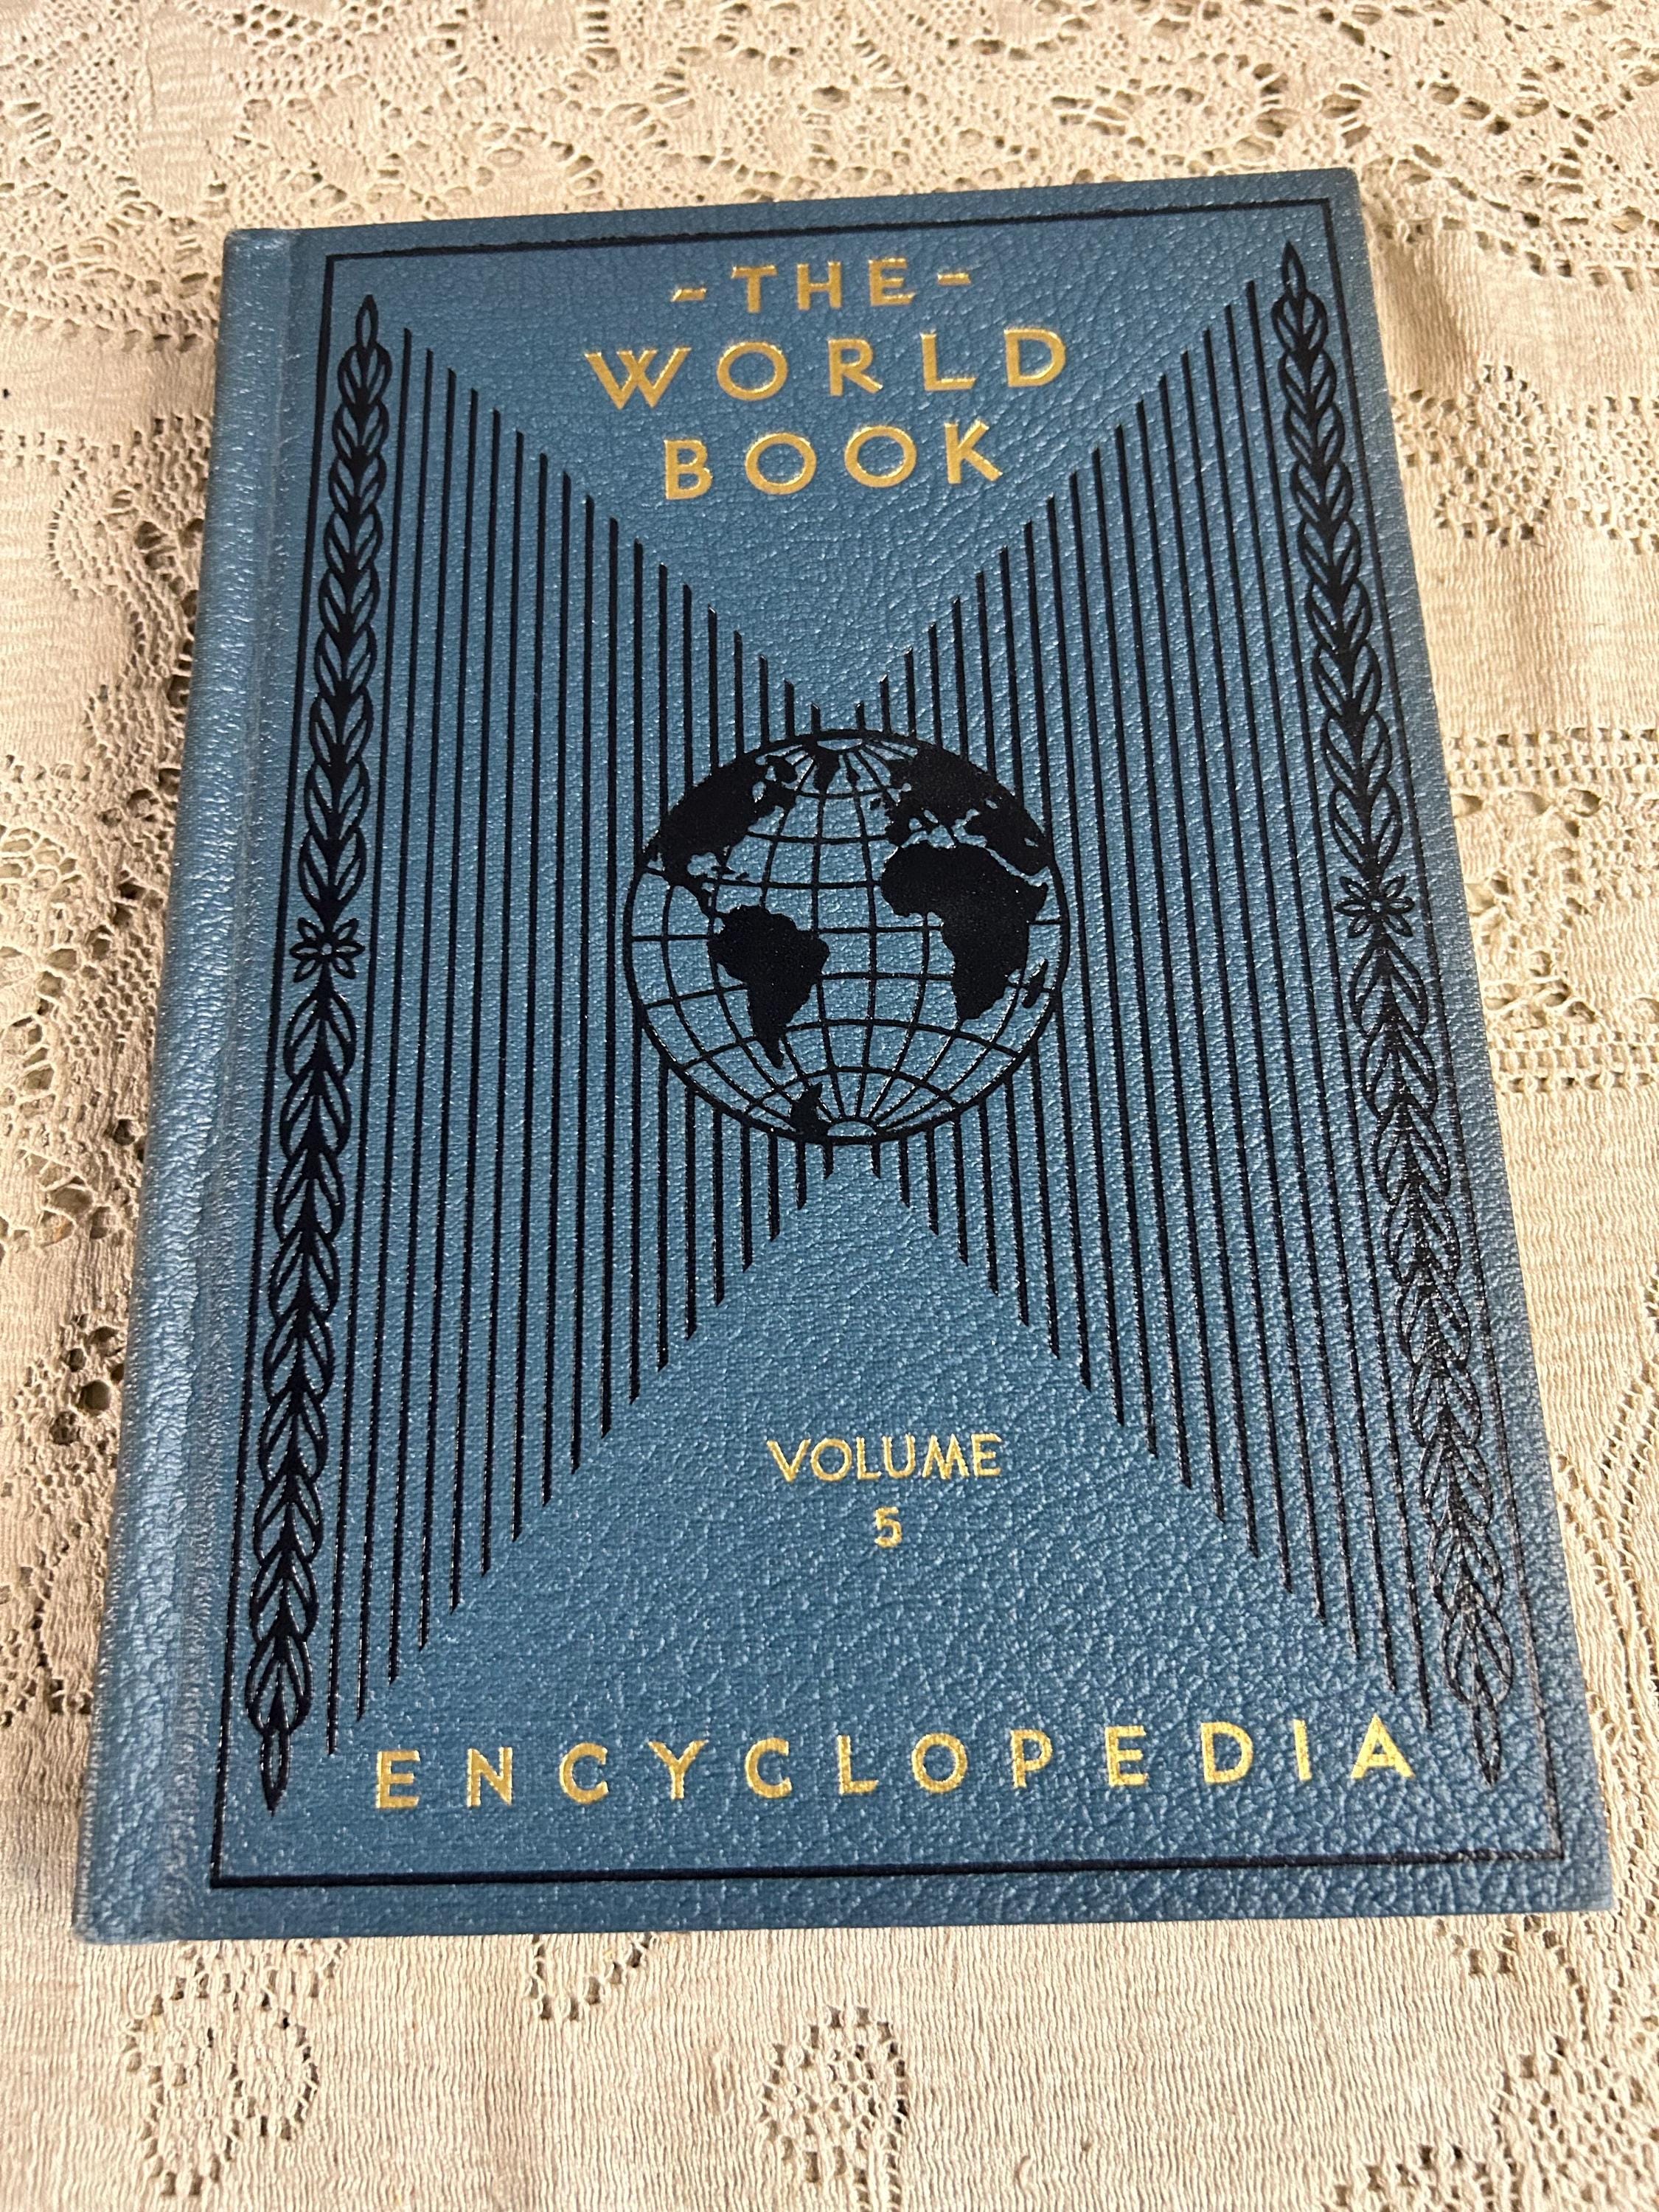 - THE -
WORLD
BOOK
VOLUME
5
ENCYCLOPEDIA